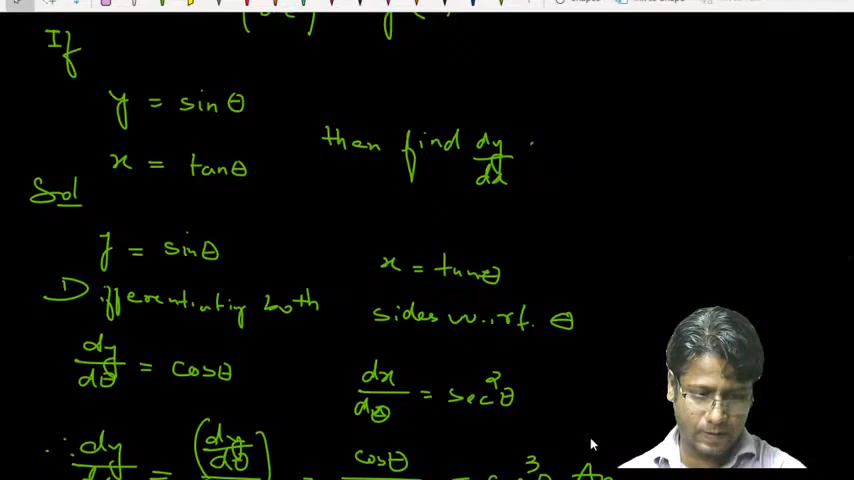 If
y = sinθ
x = tanθ
then find dy/dx.
Sol
y = sinθ
x = tanθ
Differentiating both sides w.r.t. θ
dy/dθ = cosθ
dx/dθ = sec²θ
∴ dy/ = (dy/dθ) = cosθ =